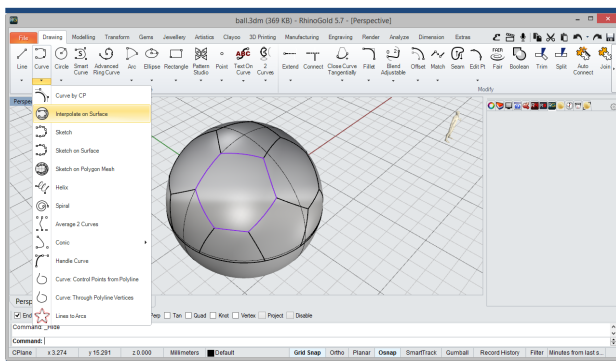 ball.3dm (369 KB) - RhinoGold 5.7 - [Perspective]
File Drawing Modelling Transform Gems Jewellery Artistics Clayoo 3D Printing Manufacturing Engraving Render Analyze Dimension Extras
Line Curve Circle Smart Curve Advanced Ring Curve Arc Ellipse Rectangle Pattern Studio Point Text On Curve 2 Curves Extend Connect Close Curve Tangentially Fillet Blend Adjustable Offset Match Seam Edit Pt Fair Boolean Trim Split Auto Connect Join
Modify
Perspe
Curve by CP
Interpolate on Surface
Sketch
Sketch on Surface
Sketch on Polygon Mesh
Helix
Spiral
Average 2 Curves
Conic
Handle Curve
Curve: Control Points from Polyline
Curve: Through Polyline Vertices
Lines to Arcs
Persp
End Perp Tan Quad Knot Vertex Project Disable
Command: _Hide
Command:
CPlane x 3.274 y 15.291 z 0.000 Millimeters Default Grid Snap Ortho Planar Osnap SmartTrack Gumball Record History Filter Minutes from last s...